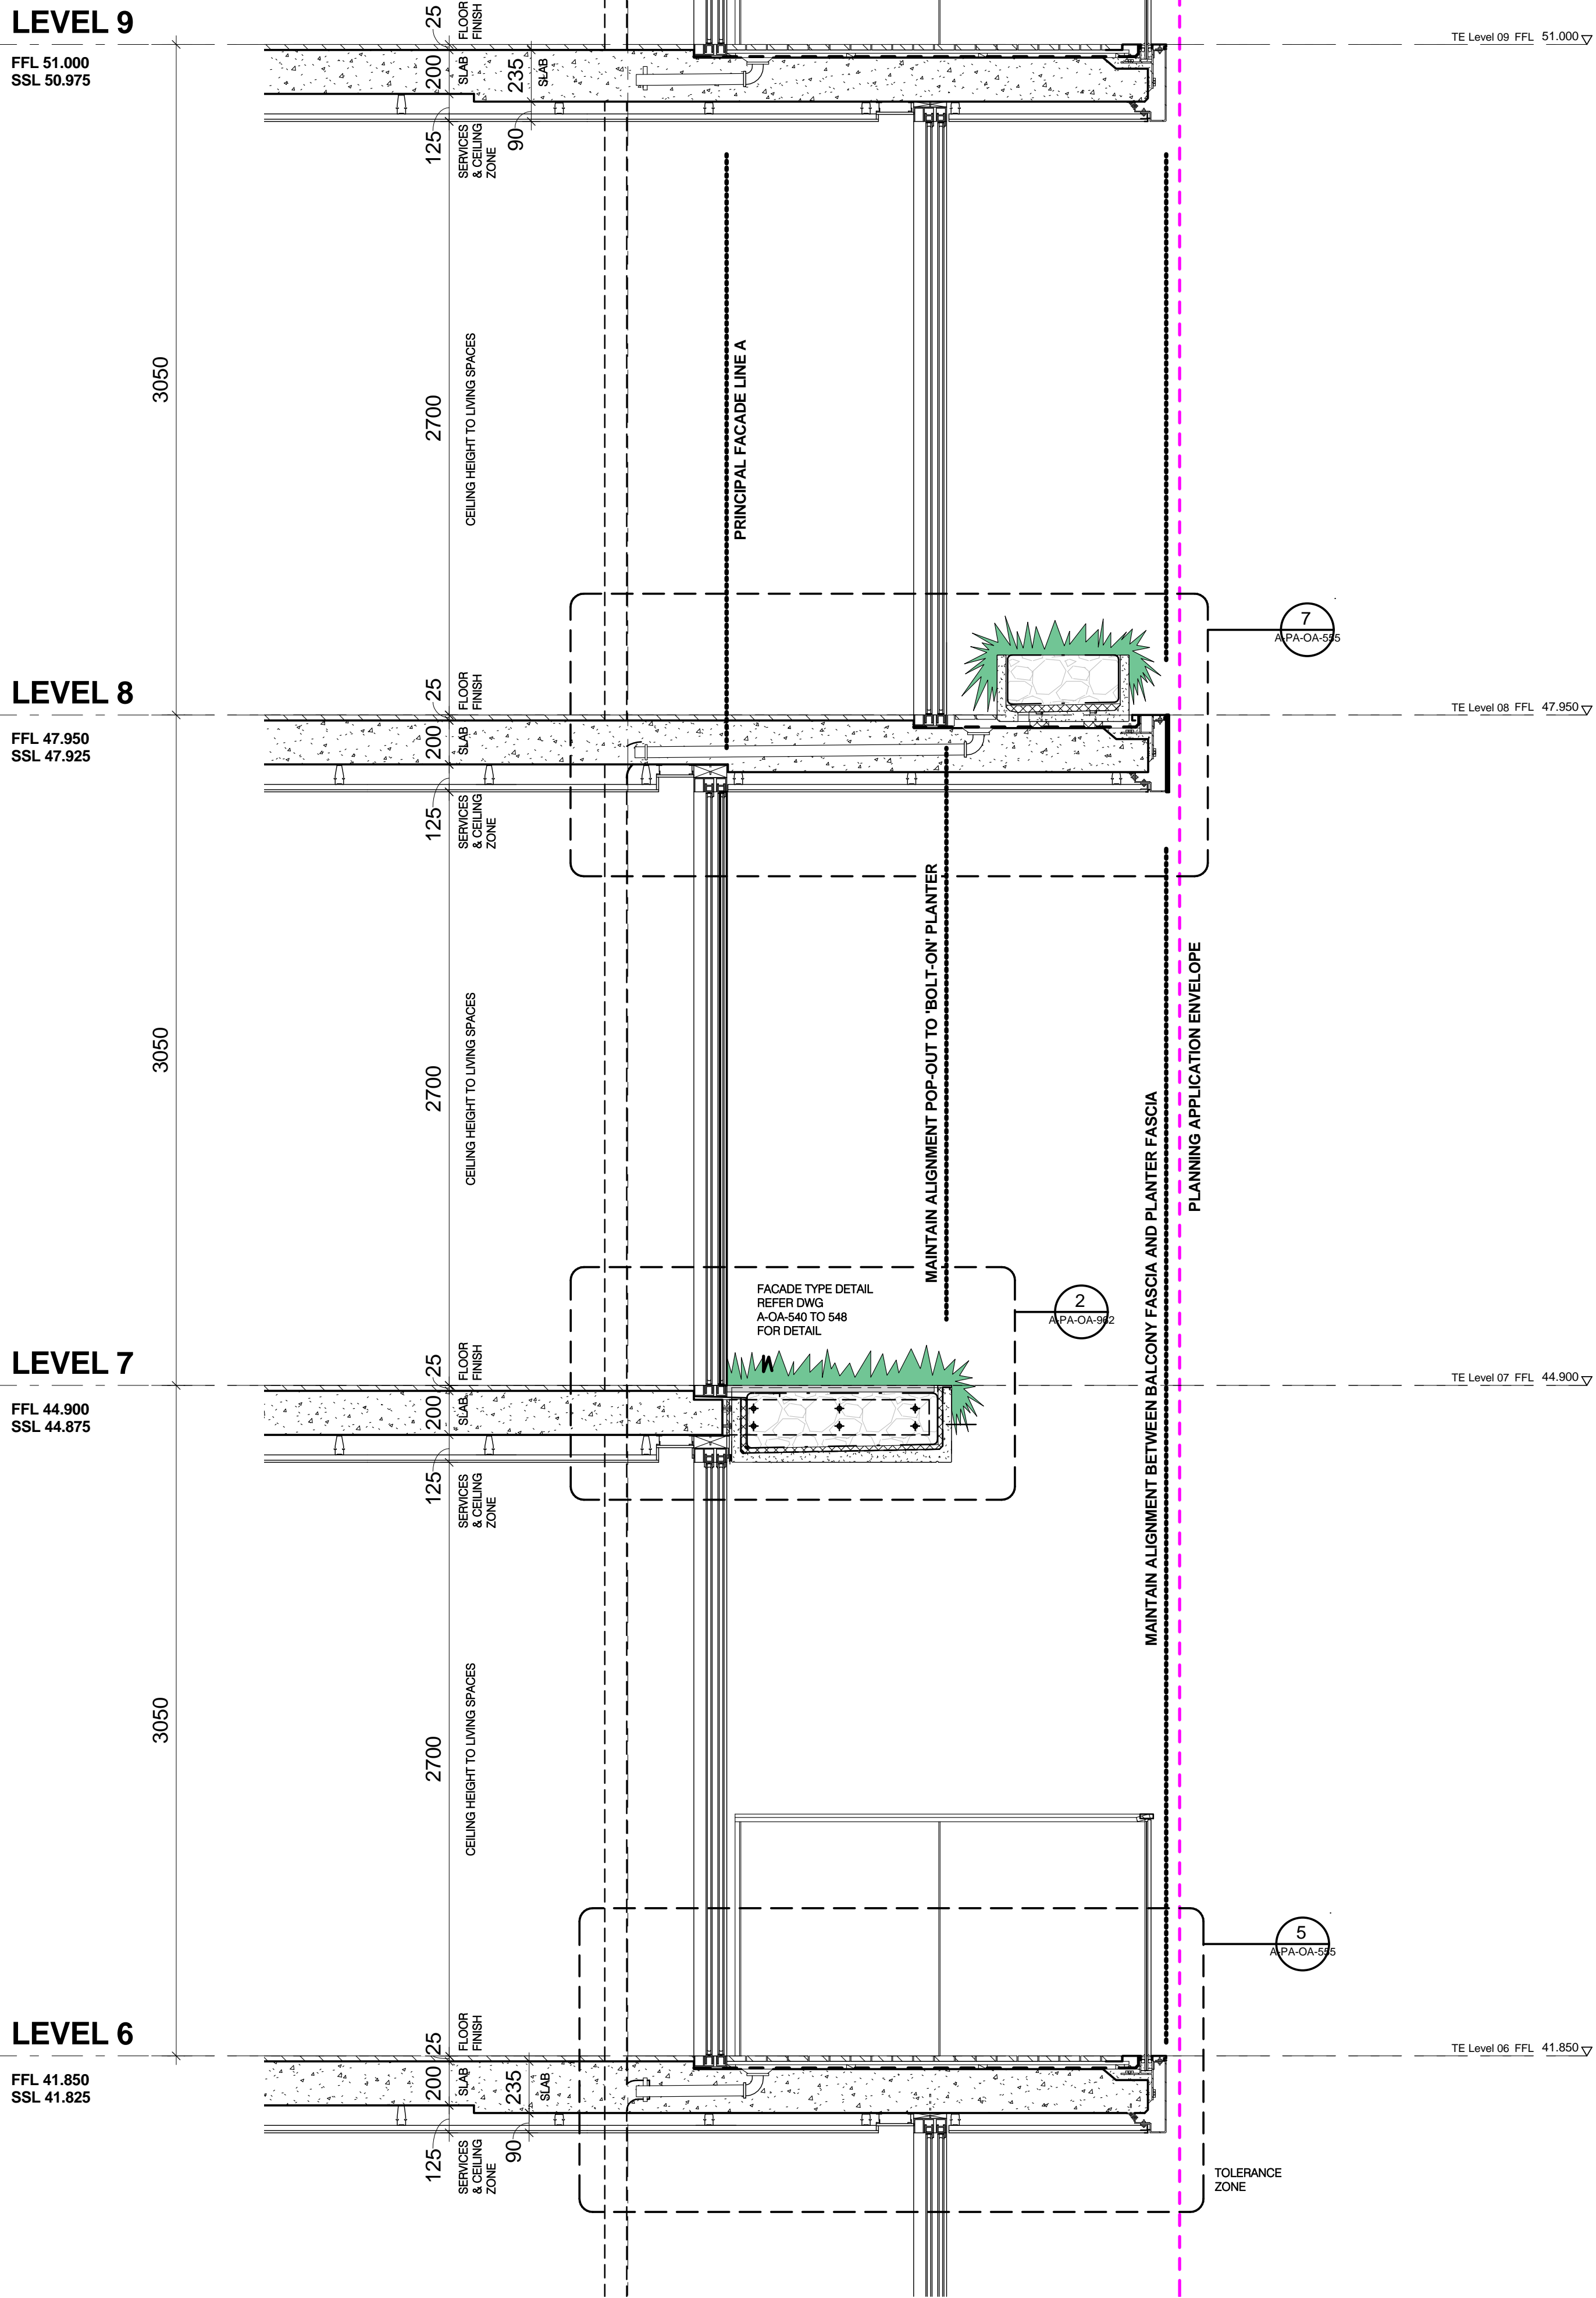 LEVEL 9
FFL 51.000
SSL 50.975
25
FLOOR
FINISH
200
SLAB
235
SLAB
125
SERVICES
& CEILING
ZONE
90
TE Level 09 FFL 51.000
3050
2700
CEILING HEIGHT TO LIVING SPACES
PRINCIPAL FACADE LINE A
7
A-PA-OA-555
LEVEL 8
FFL 47.950
SSL 47.925
25
FLOOR
FINISH
200
SLAB
125
SERVICES
& CEILING
ZONE
TE Level 08 FFL 47.950
3050
2700
CEILING HEIGHT TO LIVING SPACES
MAINTAIN ALIGNMENT POP-OUT TO 'BOLT-ON' PLANTER
MAINTAIN ALIGNMENT BETWEEN BALCONY FASCIA AND PLANTER FASCIA
PLANNING APPLICATION ENVELOPE
FACADE TYPE DETAIL
REFER DWG
A-OA-540 TO 548
FOR DETAIL
2
A-PA-OA-962
LEVEL 7
FFL 44.900
SSL 44.875
25
FLOOR
FINISH
200
SLAB
125
SERVICES
& CEILING
ZONE
TE Level 07 FFL 44.900
3050
2700
CEILING HEIGHT TO LIVING SPACES
5
A-PA-OA-555
LEVEL 6
FFL 41.850
SSL 41.825
25
FLOOR
FINISH
200
SLAB
235
SLAB
125
SERVICES
& CEILING
ZONE
90
TE Level 06 FFL 41.850
TOLERANCE
ZONE